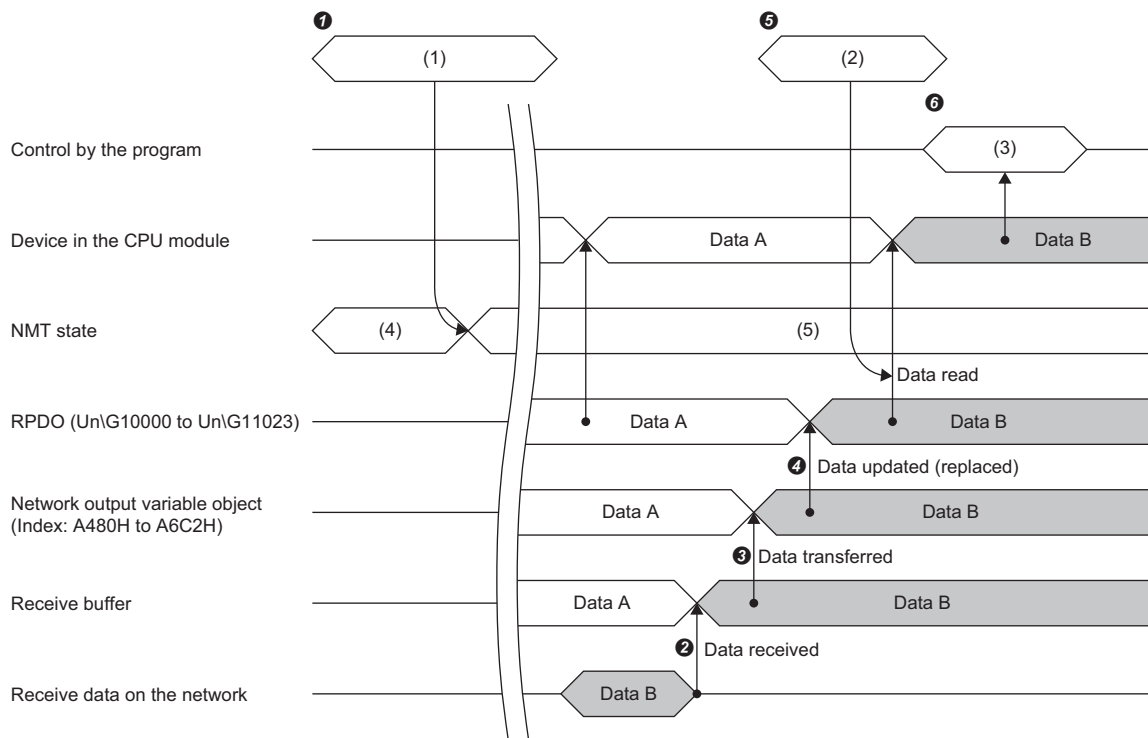 ❶
❺
(1)
(2)
❻
Control by the program
(3)
Device in the CPU module
Data A
Data B
NMT state
(4)
(5)
Data read
RPDO (Un\G10000 to Un\G11023)
Data A
Data B
❹ Data updated (replaced)
Network output variable object
(Index: A480H to A6C2H)
Data A
Data B
❸ Data transferred
Receive buffer
Data A
Data B
❷ Data received
Receive data on the network
Data B